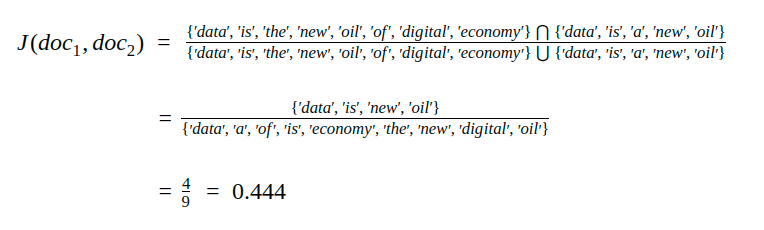 J(doc₁, doc₂) = {'data', 'is', 'the', 'new', 'oil', 'of', 'digital', 'economy'} ⋂ {'data', 'is', 'a', 'new', 'oil'}
{'data', 'is', 'the', 'new', 'oil', 'of', 'digital', 'economy'} ⋃ {'data', 'is', 'a', 'new', 'oil'}
= {'data', 'is', 'new', 'oil'}
{'data', 'a', 'of', 'is', 'economy', 'the', 'new', 'digital', 'oil'}
= 4/9 = 0.444